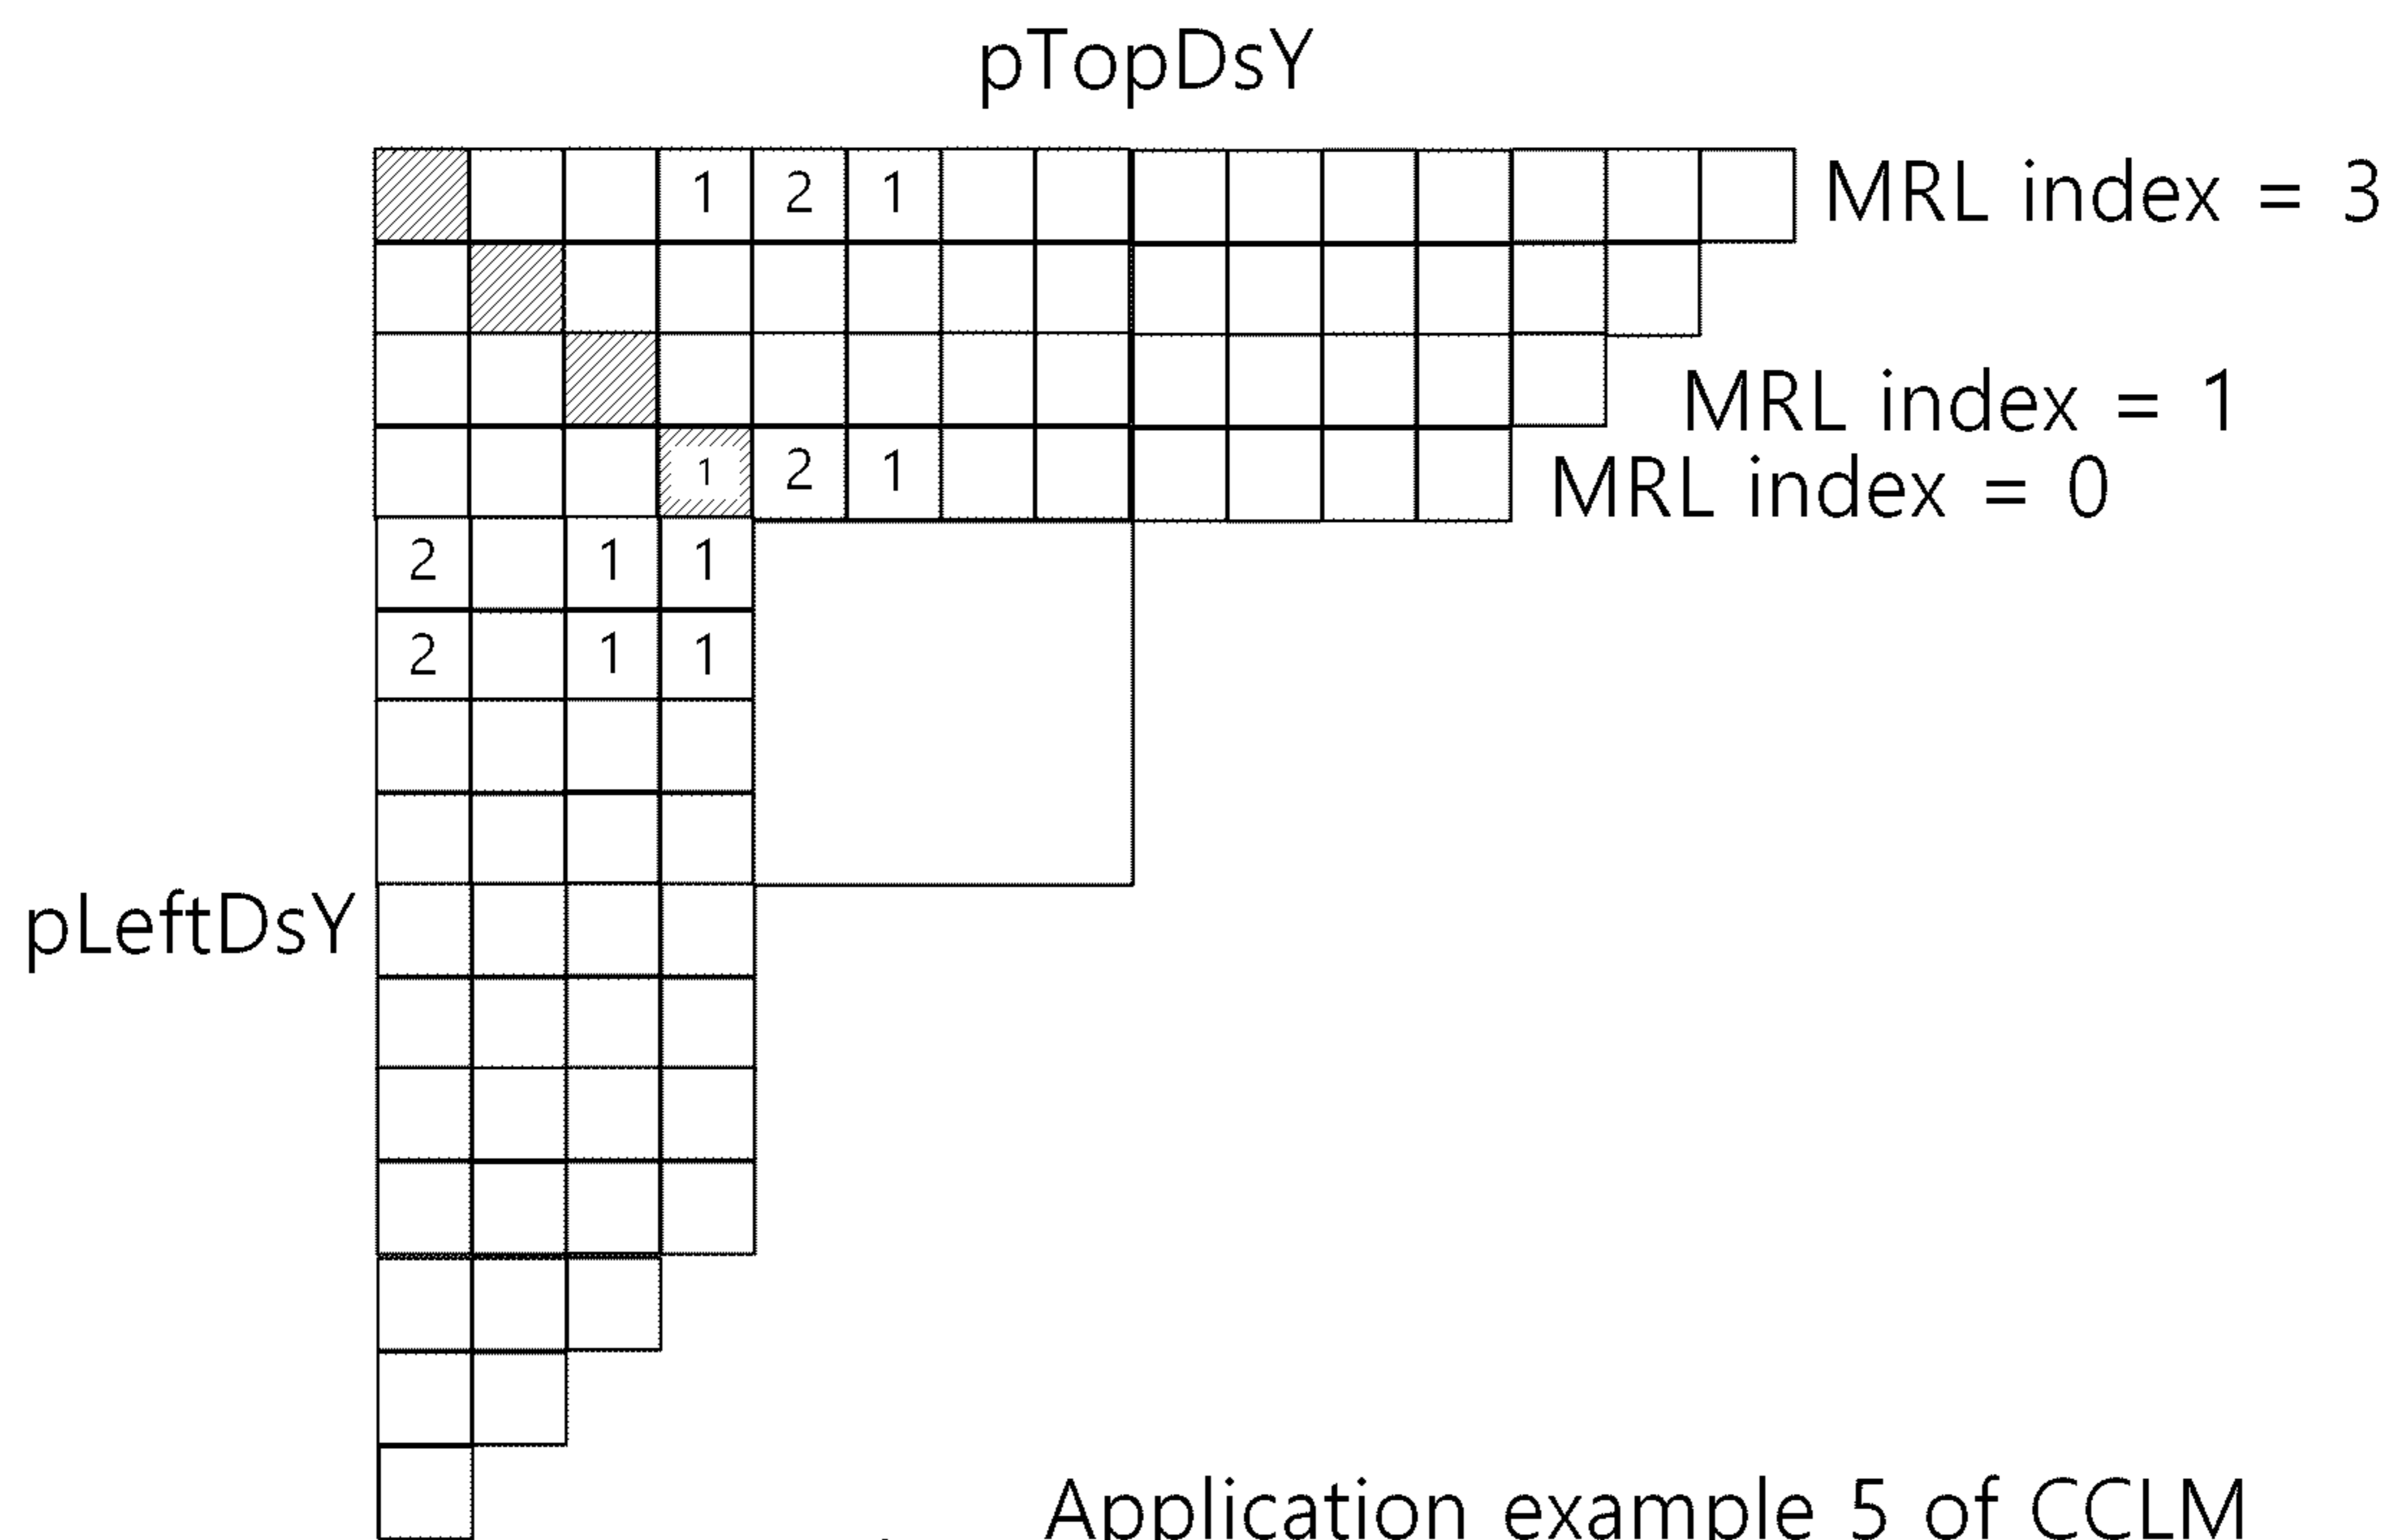 pTopDsY
1 2 1 MRL index = 3
MRL index = 1
1 2 1 MRL index = 0
2 1 1
2 1 1
pLeftDsY
Application example 5 of CCLM